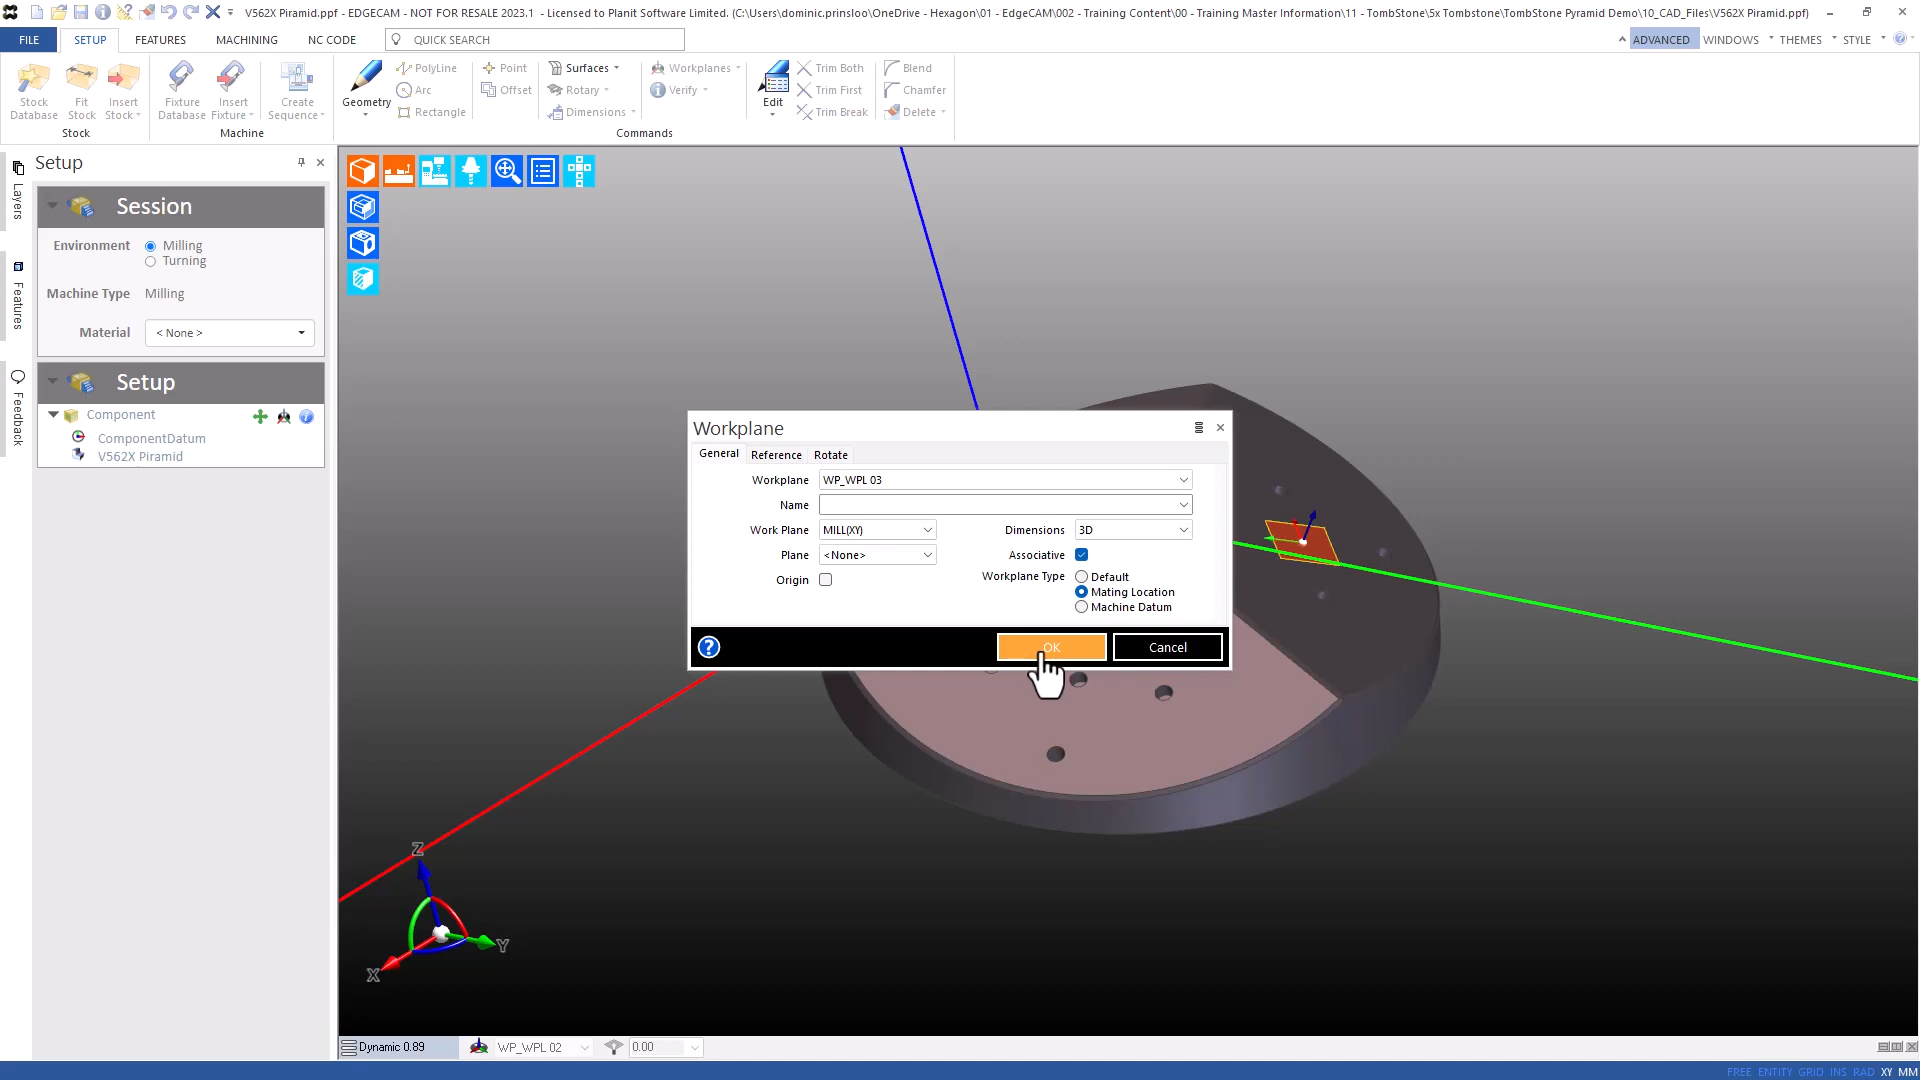 V562X Piramid.ppf - EDGECAM - NOT FOR RESALE 2023.1 - Licensed to Planit Software Limited. (C:\Users\dominic.prinsloo\OneDrive - Hexagon\01 - EdgeCAM\002 - Training Content\00 - Training Master Information\11 - TombStone\5x Tombstone\TombStone Pyramid Demo\10_CAD_Files\V562X Piramid.ppf)
FILE SETUP FEATURES MACHINING NC CODE QUICK SEARCH ADVANCED WINDOWS THEMES STYLE
PolyLine Point Surfaces Workplanes Trim Both Blend
Arc Offset Rotary Verify Trim First Chamfer
Rectangle Dimensions Trim Break Delete
Stock Database
Fit Stock
Insert Stock
Fixture Database
Insert Fixture
Create Sequence
Geometry
Edit
Stock Machine Commands
Layers
Features
Feedback
Setup
Session
Environment Milling
Turning
Machine Type Milling
Material < None >
Setup
Component
ComponentDatum
V562X Piramid
Workplane
General Reference Rotate
Workplane WP_WPL 03
Name
Work Plane MILL(XY) Dimensions 3D
Plane <None> Associative
Origin Workplane Type Default
Mating Location
Machine Datum
? OK Cancel
Z
Y
X
Dynamic 0.89 WP_WPL 02 0.00
FREE ENTITY GRID INS RAD XY MM